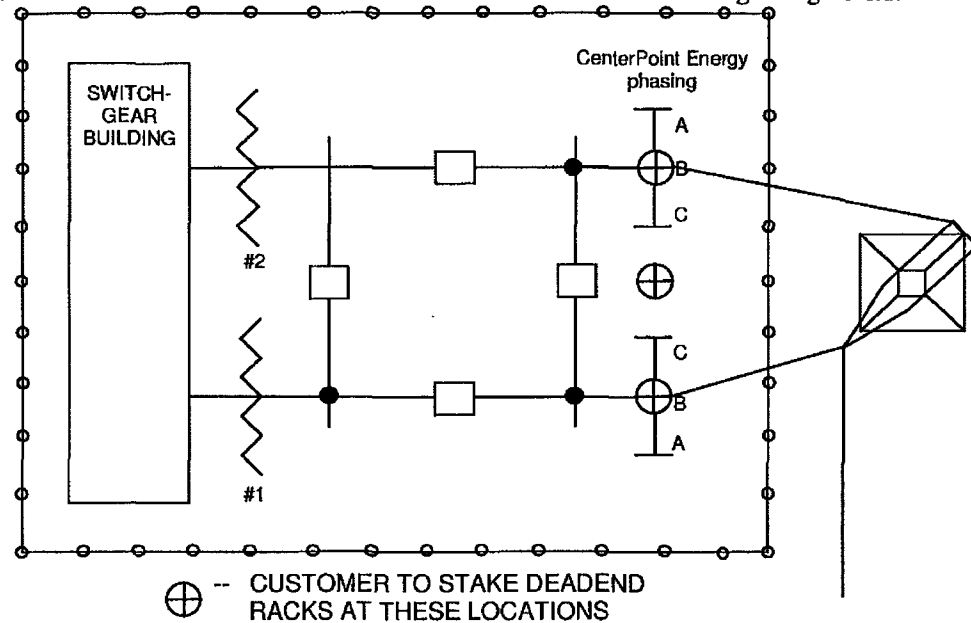 CenterPoint Energy
phasing
SWITCH-
GEAR
BUILDING
A
B
C
#2
C
B
A
#1
-- CUSTOMER TO STAKE DEADEND
RACKS AT THESE LOCATIONS